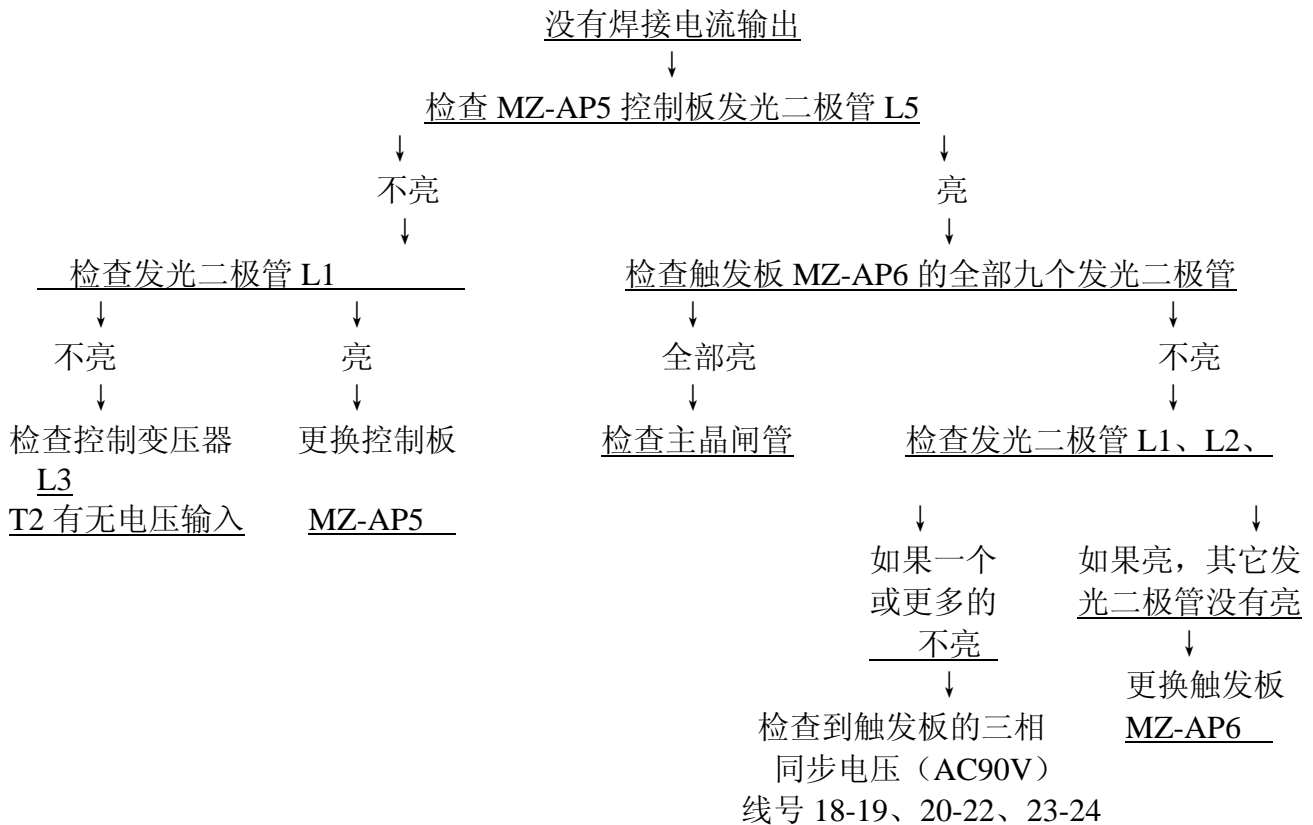 没有焊接电流输出
↓
检查 MZ-AP5 控制板发光二极管 L5
↓ ↓
不亮 亮
↓ ↓
检查发光二极管 L1 检查触发板 MZ-AP6 的全部九个发光二极管
↓ ↓ ↓ ↓
不亮 亮 全部亮 不亮
↓ ↓ ↓ ↓
检查控制变压器 更换控制板 检查主晶闸管 检查发光二极管 L1、L2、
L3
T2 有无电压输入 MZ-AP5
↓ ↓
如果一个 如果亮，其它发
或更多的 光二极管没有亮
不亮 ↓
↓ 更换触发板
检查到触发板的三相 MZ-AP6
同步电压（AC90V）
线号 18-19、20-22、23-24